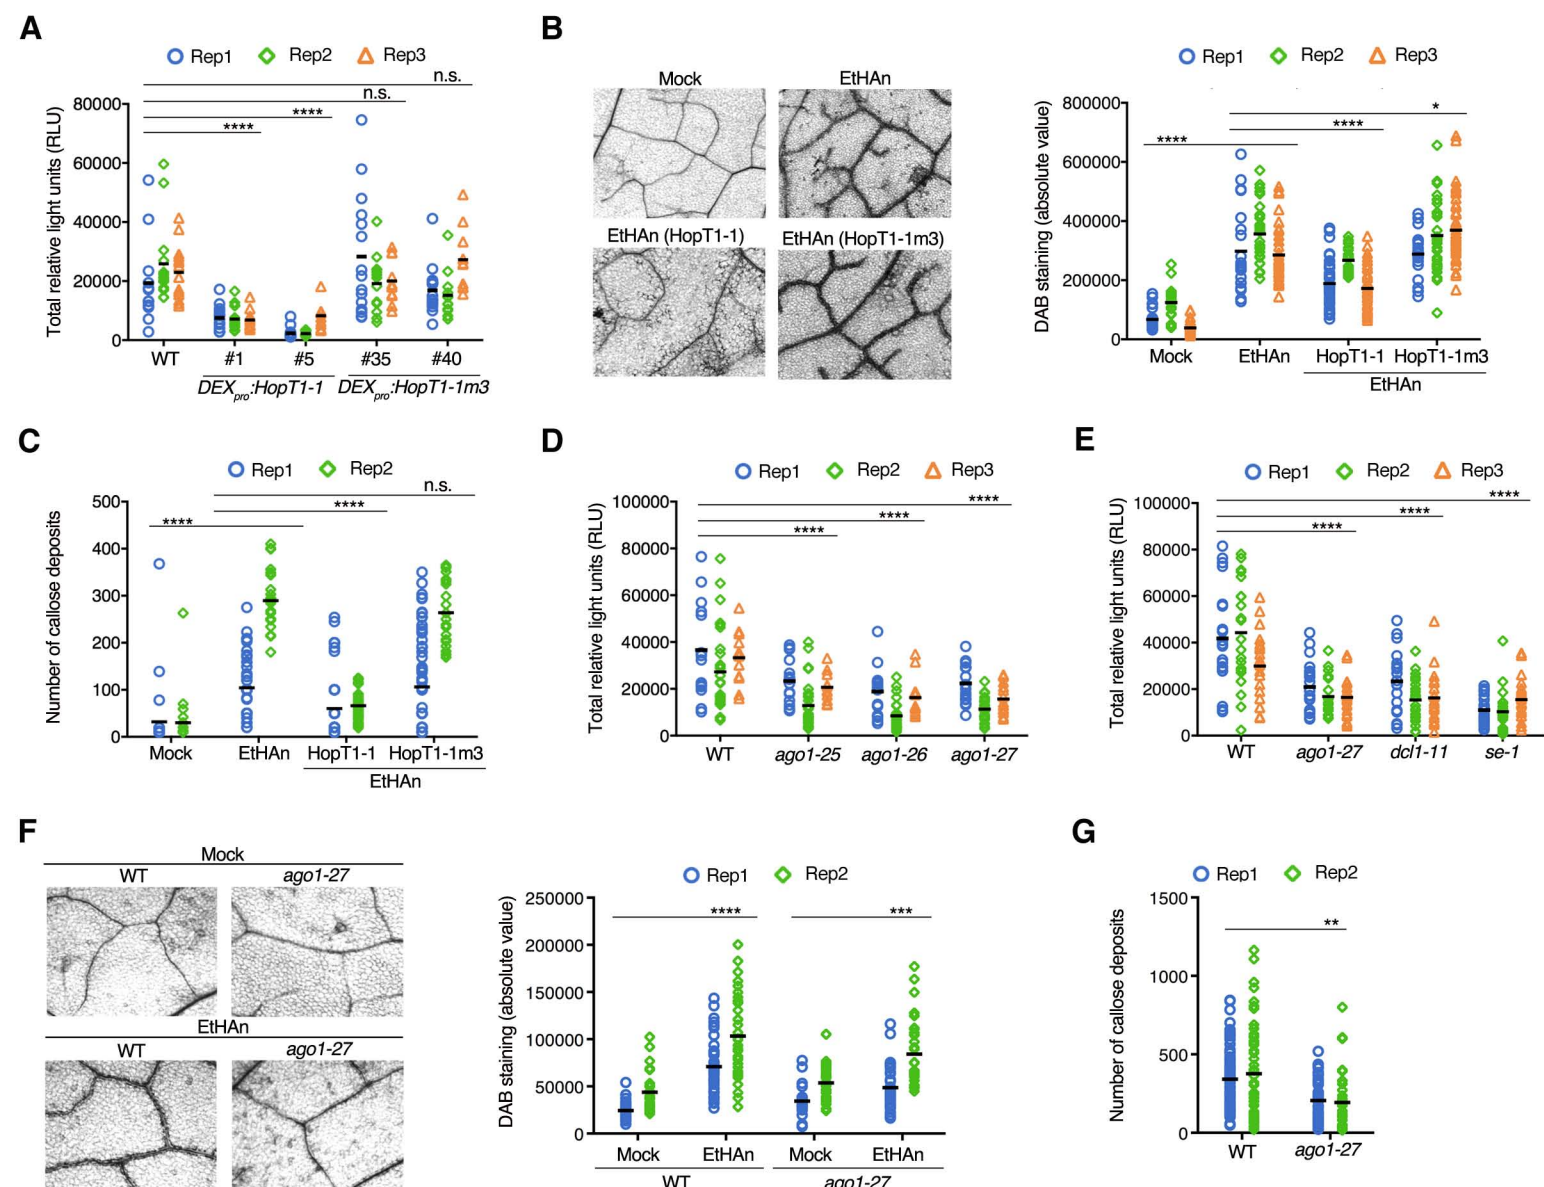 A
Rep1 Rep2 Rep3
n.s.
n.s.
****
****
Total relative light units (RLU)
80000
60000
40000
20000
0
WT #1 #5 #35 #40
DEXpro:HopT1-1 DEXpro:HopT1-1m3
B
Mock EtHAn
EtHAn (HopT1-1) EtHAn (HopT1-1m3)
Rep1 Rep2 Rep3
*
****
****
DAB staining (absolute value)
800000
600000
400000
200000
0
Mock EtHAn HopT1-1 HopT1-1m3
EtHAn
C
Rep1 Rep2
n.s.
****
****
Number of callose deposits
500
400
300
200
100
0
Mock EtHAn HopT1-1 HopT1-1m3
EtHAn
D
Rep1 Rep2 Rep3
****
****
****
Total relative light units (RLU)
100000
80000
60000
40000
20000
0
WT ago1-25 ago1-26 ago1-27
E
Rep1 Rep2 Rep3
****
****
****
Total relative light units (RLU)
100000
80000
60000
40000
20000
0
WT ago1-27 dcl1-11 se-1
F
Mock
WT ago1-27
EtHAn
WT ago1-27
Rep1 Rep2
**** ***
DAB staining (absolute value)
250000
200000
150000
100000
50000
0
Mock EtHAn Mock EtHAn
WT ago1-27
G
Rep1 Rep2
**
Number of callose deposits
1500
1000
500
0
WT ago1-27